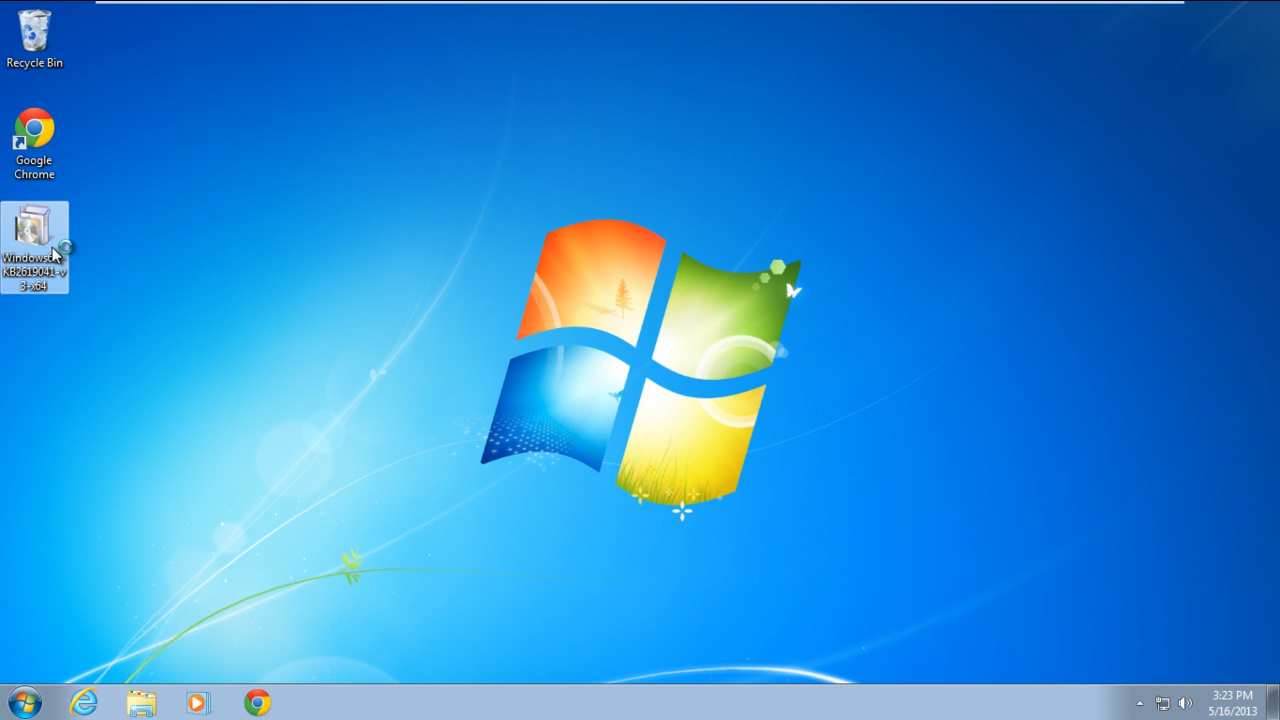 Recycle Bin
Google
Chrome
KB2619041-v
3-x64
3:23 PM
5/16/2013